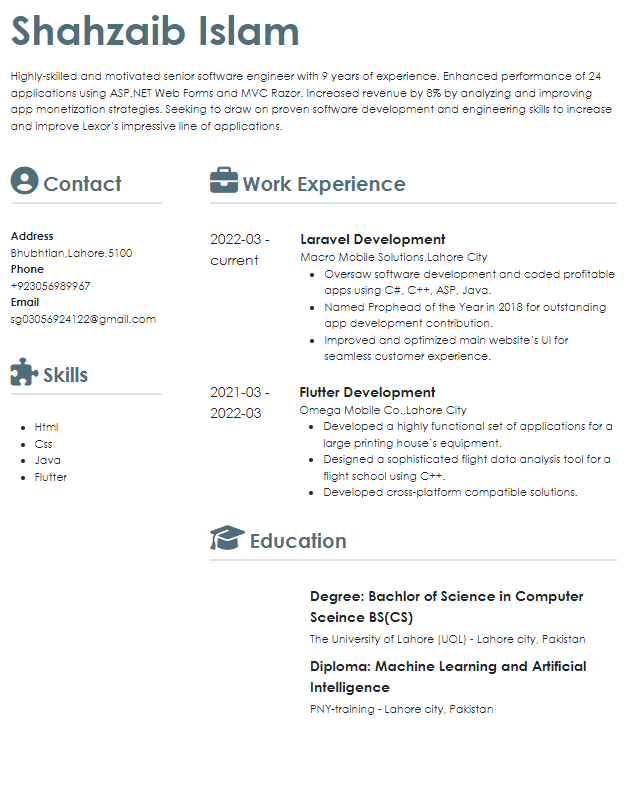 Shahzaib Islam
Highly-skilled and motivated senior software engineer with 9 years of experience. Enhanced performance of 24
applications using ASP.NET Web Forms and MVC Razor. Increased revenue by 8% by analyzing and improving
app monetization strategies. Seeking to draw on proven software development and engineering skills to increase
and improve Lexor's impressive line of applications.
Contact
Address
Bhubhtian,Lahore,5100
Phone
+923056989967
Email
sg03056924122@gmail.com
Skills
Html
Css
Java
Flutter
Work Experience
2022-03 -
current
Laravel Development
Macro Mobile Solutions,Lahore City
Oversaw software development and coded profitable
apps using C#, C++, ASP, Java.
Named Prophead of the Year in 2018 for outstanding
app development contribution.
Improved and optimized main website's UI for
seamless customer experience.
2021-03 -
2022-03
Flutter Development
Omega Mobile Co.,Lahore City
Developed a highly functional set of applications for a
large printing house's equipment.
Designed a sophisticated flight data analysis tool for a
flight school using C++.
Developed cross-platform compatible solutions.
Education
Degree: Bachlor of Science in Computer
Sceince BS(CS)
The University of Lahore (UOL) - Lahore city, Pakistan
Diploma: Machine Learning and Artificial
Intelligence
PNY-training - Lahore city, Pakistan